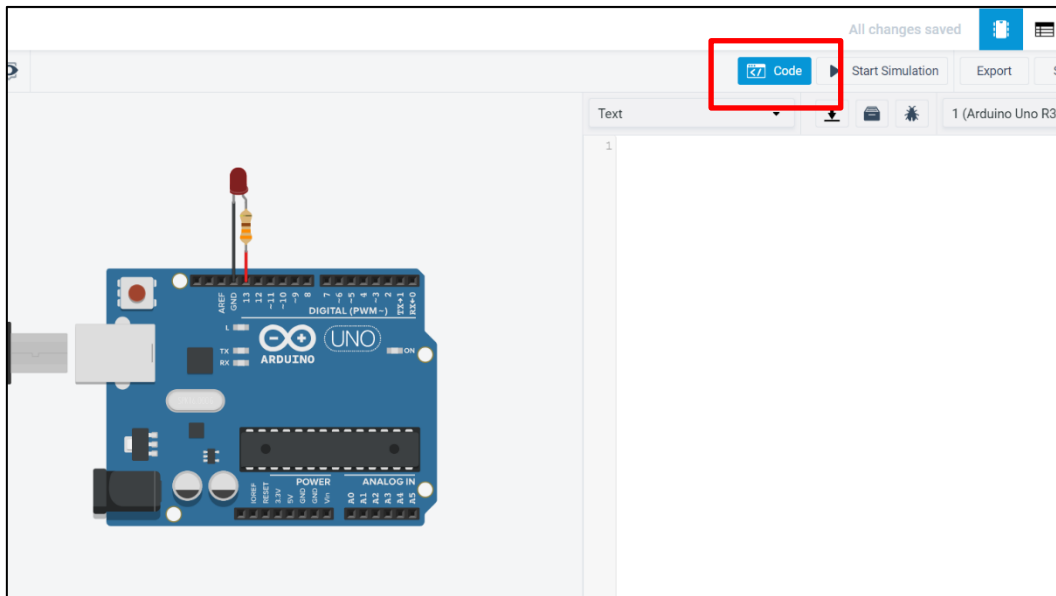 All changes saved
Code
Start Simulation
Export
Text
1 (Arduino Uno R3
1
AREF
GND
13
12
~11
~10
~9
8
7
~6
~5
4
~3
2
TX→1
RX←0
DIGITAL (PWM~)
L
TX
RX
ARDUINO
UNO
ON
POWER
ANALOG IN
IOREF
RESET
3.3V
5V
GND
GND
Vin
A0
A1
A2
A3
A4
A5